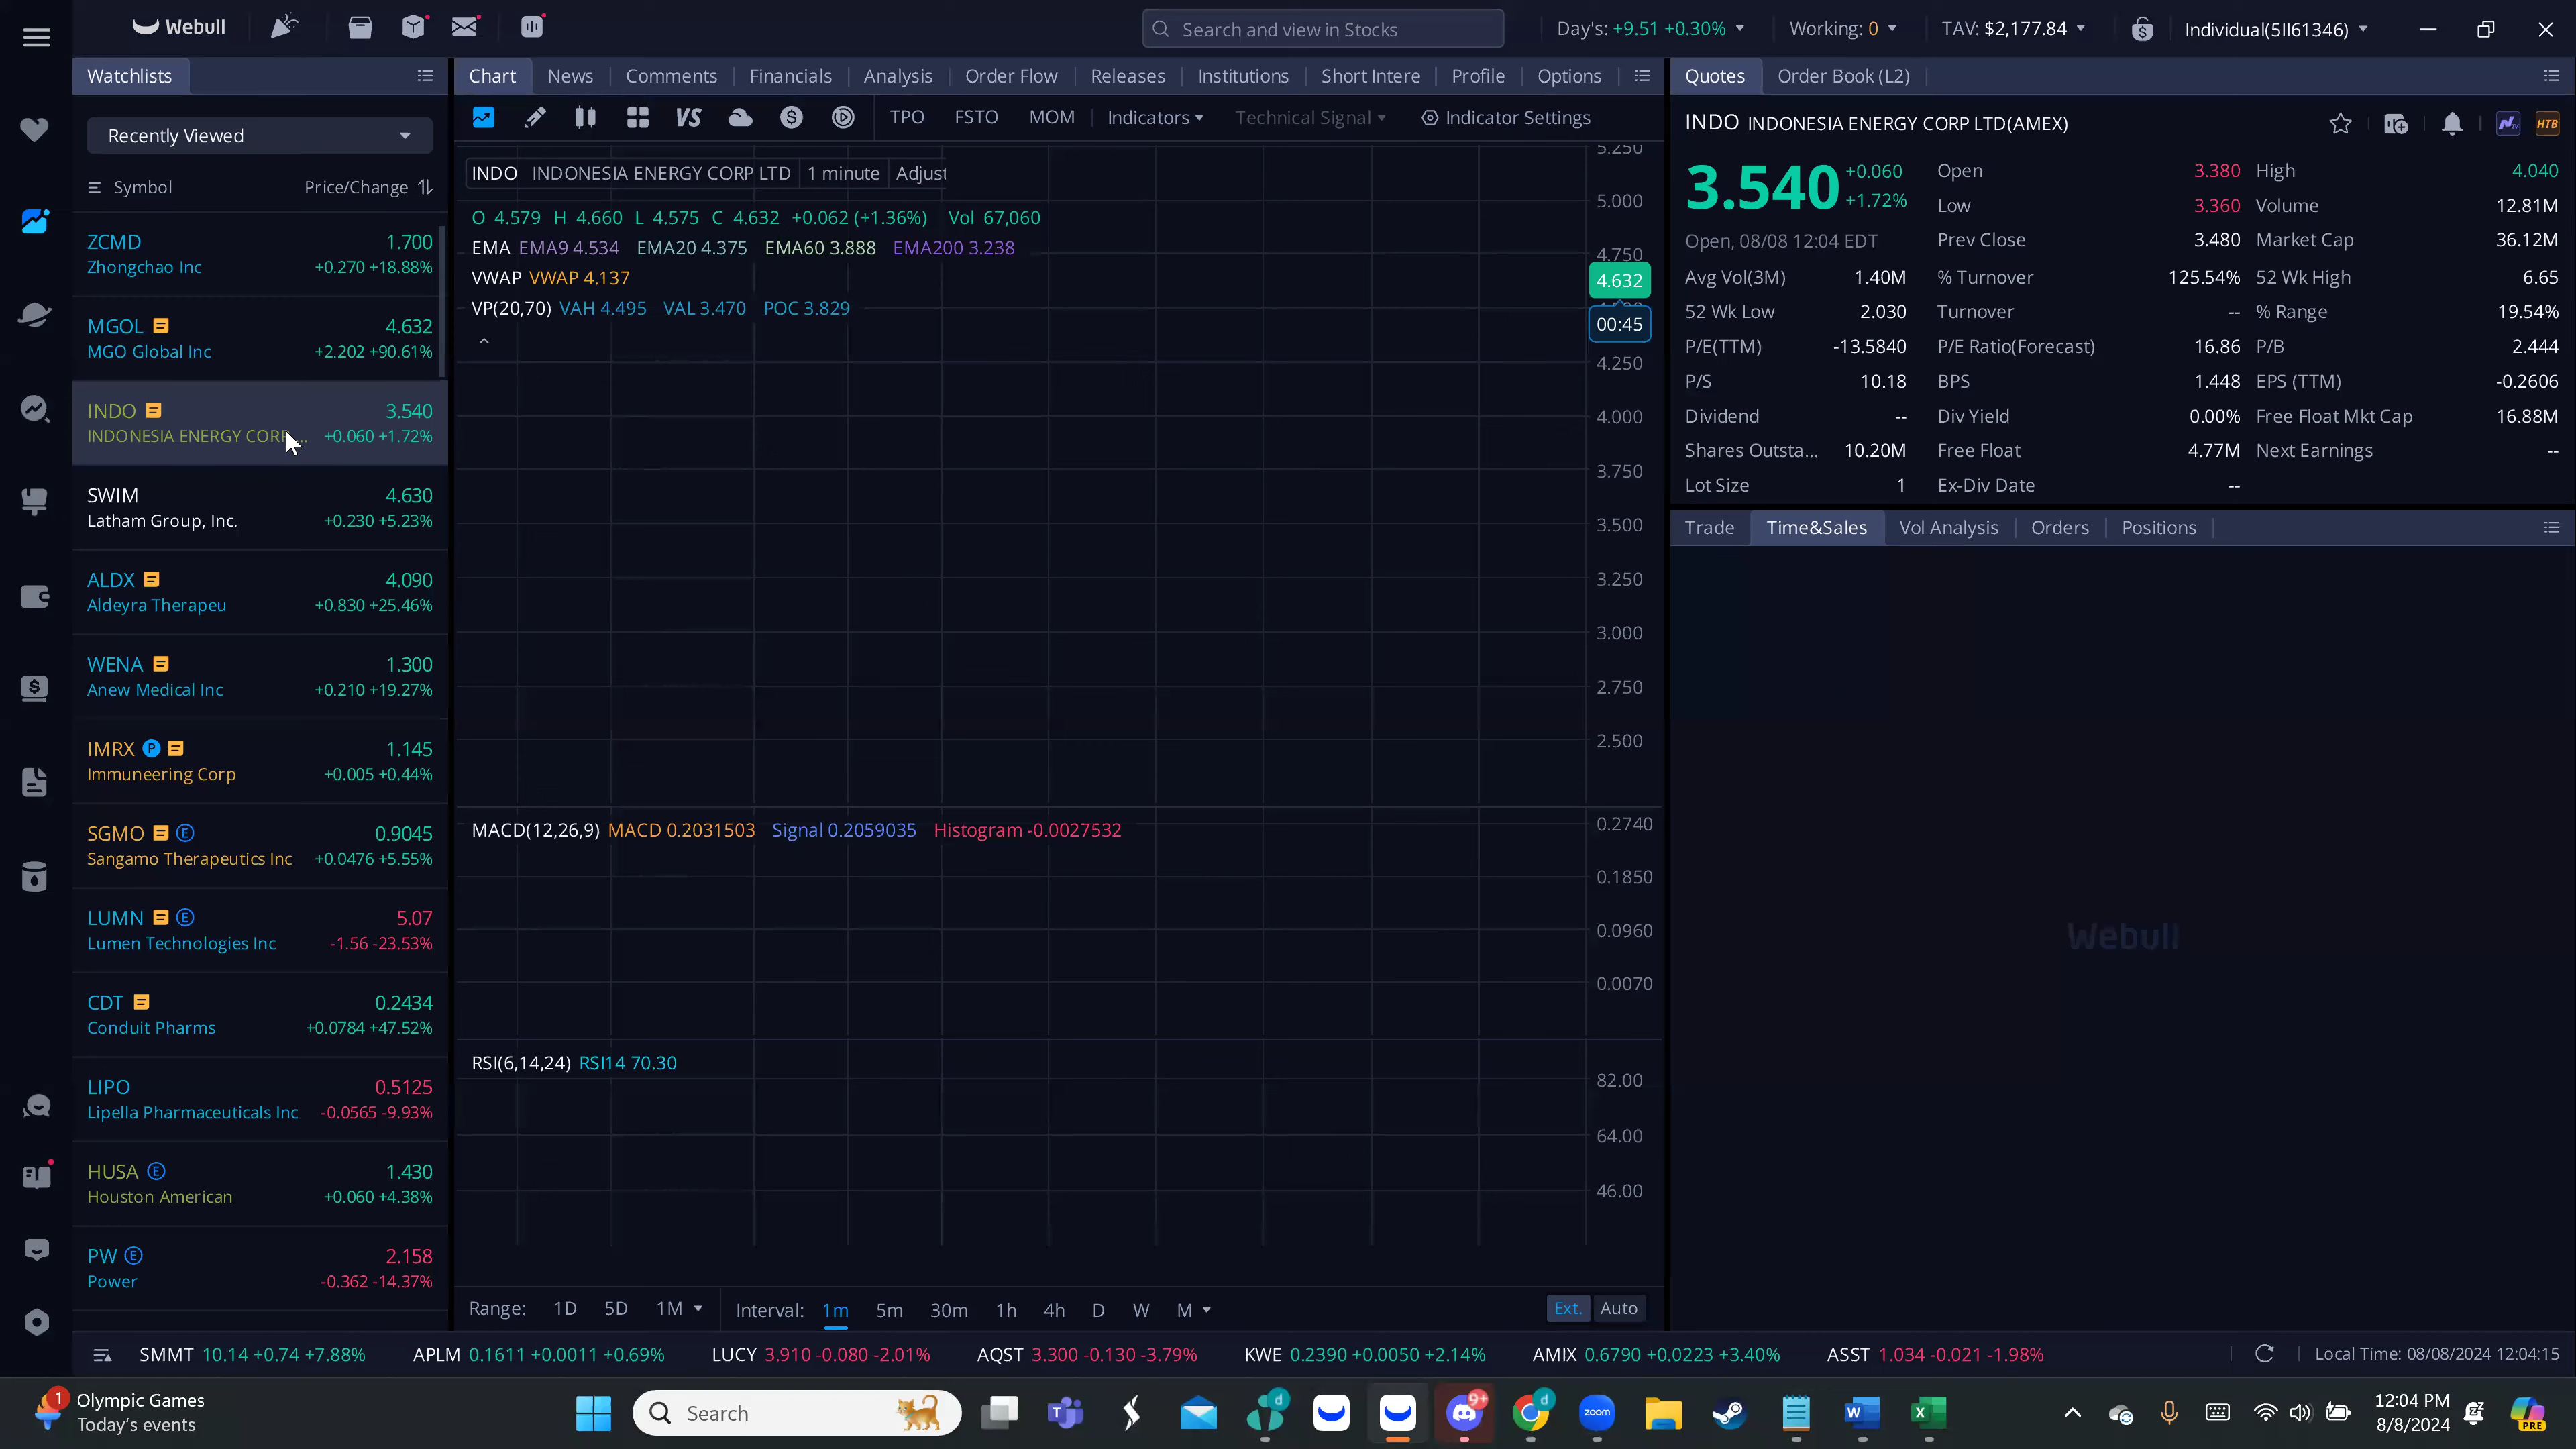 Webull
Search and view in Stocks
Day's: +9.51 +0.30%
Working: 0
TAV: $2,177.84
Individual(5II61346)
Watchlists
Recently Viewed
Symbol Price/Change
ZCMD 1.700
Zhongchao Inc +0.270 +18.88%
MGOL 4.632
MGO Global Inc +2.202 +90.61%
INDO 3.540
INDONESIA ENERGY CORP ... +0.060 +1.72%
SWIM 4.630
Latham Group, Inc. +0.230 +5.23%
ALDX 4.090
Aldeyra Therapeu +0.830 +25.46%
WENA 1.300
Anew Medical Inc +0.210 +19.27%
IMRX P 1.145
Immuneering Corp +0.005 +0.44%
SGMO E 0.9045
Sangamo Therapeutics Inc +0.0476 +5.55%
LUMN E 5.07
Lumen Technologies Inc -1.56 -23.53%
CDT 0.2434
Conduit Pharms +0.0784 +47.52%
LIPO 0.5125
Lipella Pharmaceuticals Inc -0.0565 -9.93%
HUSA E 1.430
Houston American +0.060 +4.38%
PW E 2.158
Power -0.362 -14.37%
Chart News Comments Financials Analysis Order Flow Releases Institutions Short Intere Profile Options
VS TPO FSTO MOM Indicators Technical Signal Indicator Settings
INDO INDONESIA ENERGY CORP LTD 1 minute Adjust
O 4.579 H 4.660 L 4.575 C 4.632 +0.062 (+1.36%) Vol 67,060
EMA EMA9 4.534 EMA20 4.375 EMA60 3.888 EMA200 3.238
VWAP VWAP 4.137
VP(20,70) VAH 4.495 VAL 3.470 POC 3.829
5.250
5.000
4.750
4.632
00:45
4.250
4.000
3.750
3.500
3.250
3.000
2.750
2.500
MACD(12,26,9) MACD 0.2031503 Signal 0.2059035 Histogram -0.0027532
0.2740
0.1850
0.0960
0.0070
RSI(6,14,24) RSI14 70.30
82.00
64.00
46.00
Range: 1D 5D 1M Interval: 1m 5m 30m 1h 4h D W M Ext. Auto
Quotes Order Book (L2)
INDO INDONESIA ENERGY CORP LTD(AMEX) HTB
3.540 +0.060
+1.72%
Open, 08/08 12:04 EDT
Open 3.380 High 4.040
Low 3.360 Volume 12.81M
Prev Close 3.480 Market Cap 36.12M
Avg Vol(3M) 1.40M % Turnover 125.54% 52 Wk High 6.65
52 Wk Low 2.030 Turnover -- % Range 19.54%
P/E(TTM) -13.5840 P/E Ratio(Forecast) 16.86 P/B 2.444
P/S 10.18 BPS 1.448 EPS (TTM) -0.2606
Dividend -- Div Yield 0.00% Free Float Mkt Cap 16.88M
Shares Outsta... 10.20M Free Float 4.77M Next Earnings --
Lot Size 1 Ex-Div Date --
Trade Time&Sales Vol Analysis Orders Positions
Webull
SMMT 10.14 +0.74 +7.88% APLM 0.1611 +0.0011 +0.69% LUCY 3.910 -0.080 -2.01% AQST 3.300 -0.130 -3.79% KWE 0.2390 +0.0050 +2.14% AMIX 0.6790 +0.0223 +3.40% ASST 1.034 -0.021 -1.98% Local Time: 08/08/2024 12:04:15
1 Olympic Games
Today's events
Search
d
9+
d
zoom
12:04 PM
8/8/2024
PRE